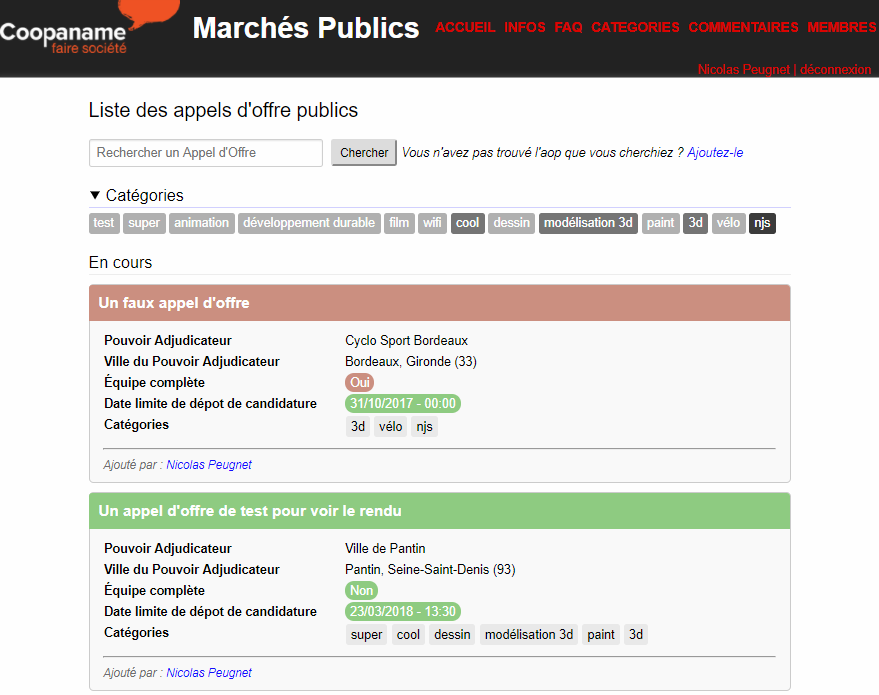 Coopaname
faire société
Marchés Publics
ACCUEIL INFOS FAQ CATEGORIES COMMENTAIRES MEMBRES
Nicolas Peugnet | déconnexion
Liste des appels d'offre publics
Rechercher un Appel d'Offre Chercher Vous n'avez pas trouvé l'aop que vous cherchiez ? Ajoutez-le
▼ Catégories
test super animation développement durable film wifi cool dessin modélisation 3d paint 3d vélo njs
En cours
Un faux appel d'offre
Pouvoir Adjudicateur Cyclo Sport Bordeaux
Ville du Pouvoir Adjudicateur Bordeaux, Gironde (33)
Équipe complète Oui
Date limite de dépot de candidature 31/10/2017 - 00:00
Catégories 3d vélo njs
Ajouté par : Nicolas Peugnet
Un appel d'offre de test pour voir le rendu
Pouvoir Adjudicateur Ville de Pantin
Ville du Pouvoir Adjudicateur Pantin, Seine-Saint-Denis (93)
Équipe complète Non
Date limite de dépot de candidature 23/03/2018 - 13:30
Catégories super cool dessin modélisation 3d paint 3d
Ajouté par : Nicolas Peugnet